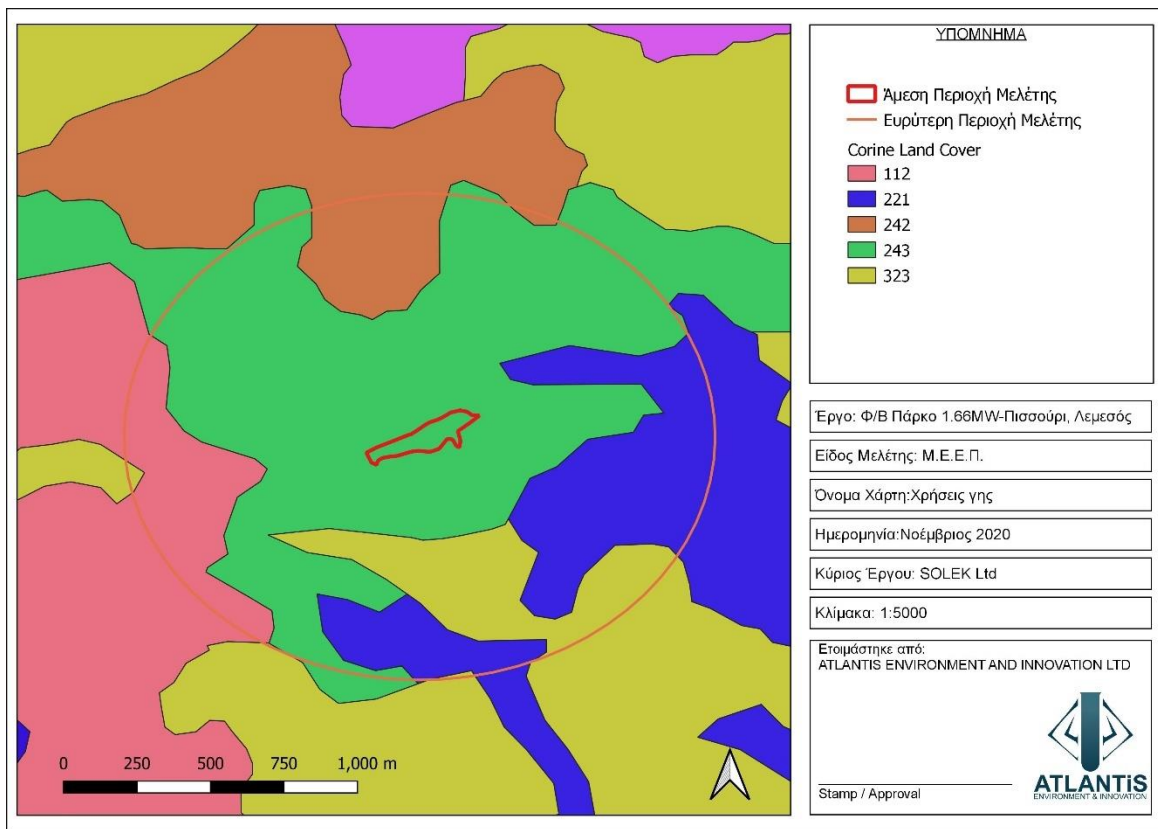 ΥΠΟΜΝΗΜΑ
Άμεση Περιοχή Μελέτης
Ευρύτερη Περιοχή Μελέτης
Corine Land Cover
112
221
242
243
323
Έργο: Φ/Β Πάρκο 1.66MW-Πισσούρι, Λεμεσός
Είδος Μελέτης: Μ.Ε.Ε.Π.
Όνομα Χάρτη:Χρήσεις γης
Ημερομηνία:Νοέμβριος 2020
Κύριος Έργου: SOLEK Ltd
Κλίμακα: 1:5000
Ετοιμάστηκε από:
ATLANTIS ENVIRONMENT AND INNOVATION LTD
ATLANTiS
ENVIRONMENT & INNOVATION
Stamp / Approval
0 250 500 750 1,000 m